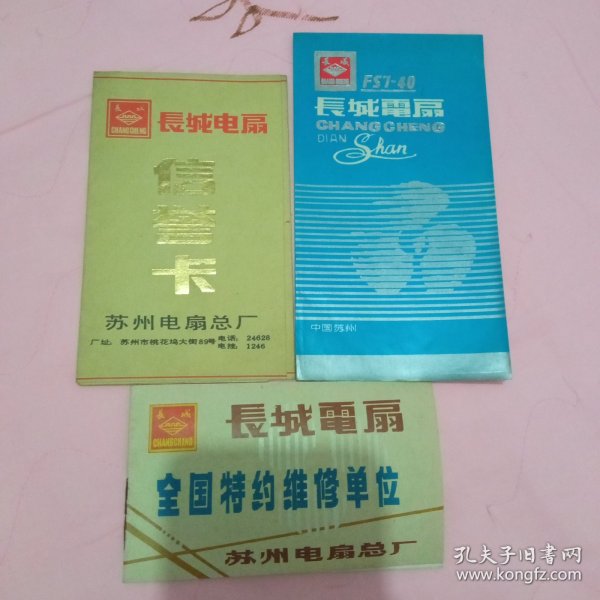 長城
CHANGCHENG
長城电扇
信
誉
卡
苏州电扇总厂
厂址: 苏州市桃花坞大街89号 电话: 24628
电挂: 1246
FS7-40
CHANG CHENG
長城電扇
CHANG CHENG
DIAN Shan
中国苏州
長城
CHANGCHENG
長城電扇
全国特约维修单位
苏州电扇总厂
孔夫子旧书网
www.kongfz.com